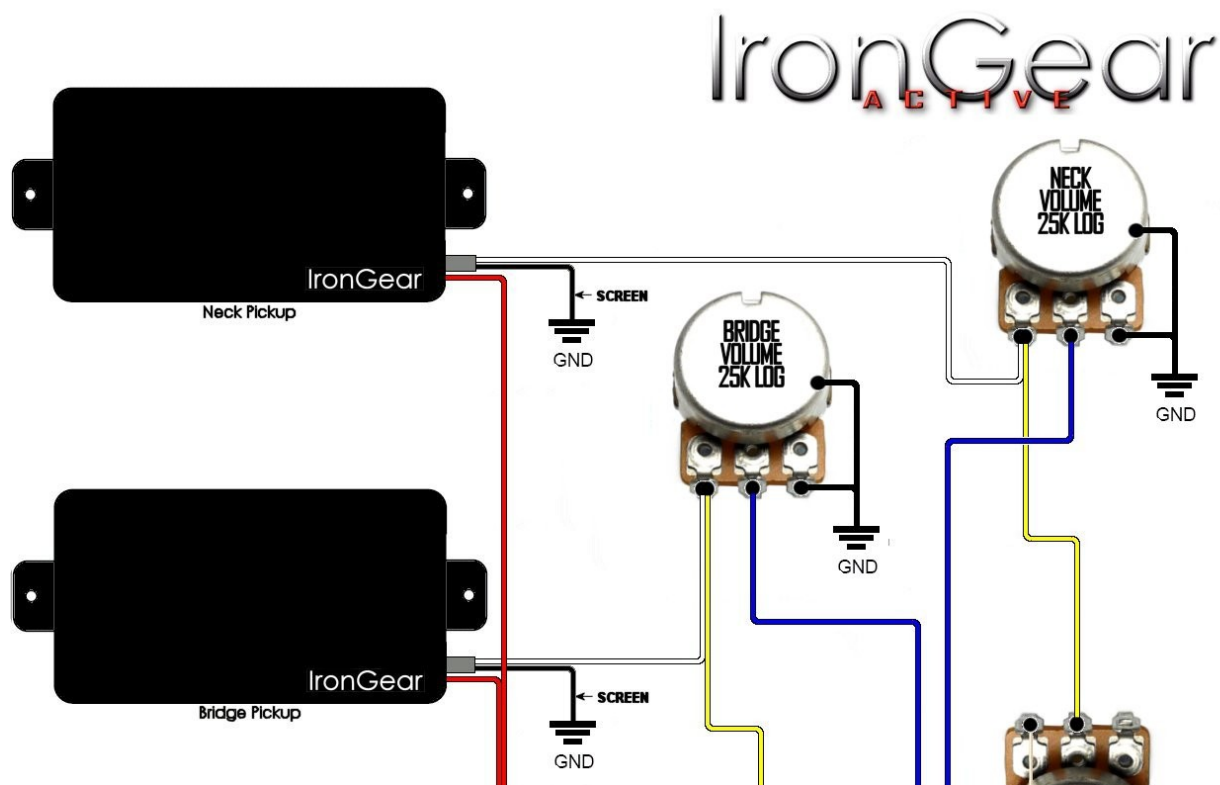 IronGear
ACTIVE
NECK
VOLUME
25K LOG
IronGear
Neck Pickup
SCREEN
GND
BRIDGE
VOLUME
25K LOG
GND
GND
IronGear
Bridge Pickup
SCREEN
GND